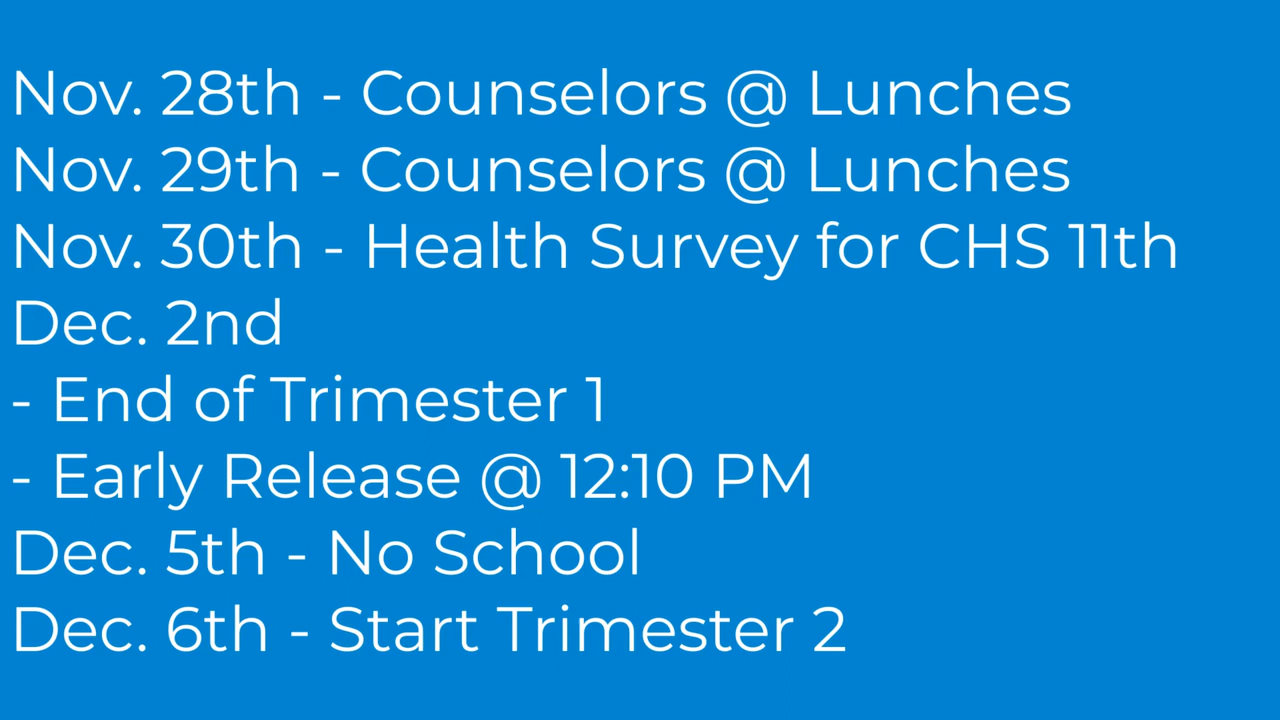 Nov. 28th - Counselors @ Lunches
Nov. 29th - Counselors @ Lunches
Nov. 30th - Health Survey for CHS 11th
Dec. 2nd
- End of Trimester 1
- Early Release @ 12:10 PM
Dec. 5th - No School
Dec. 6th - Start Trimester 2